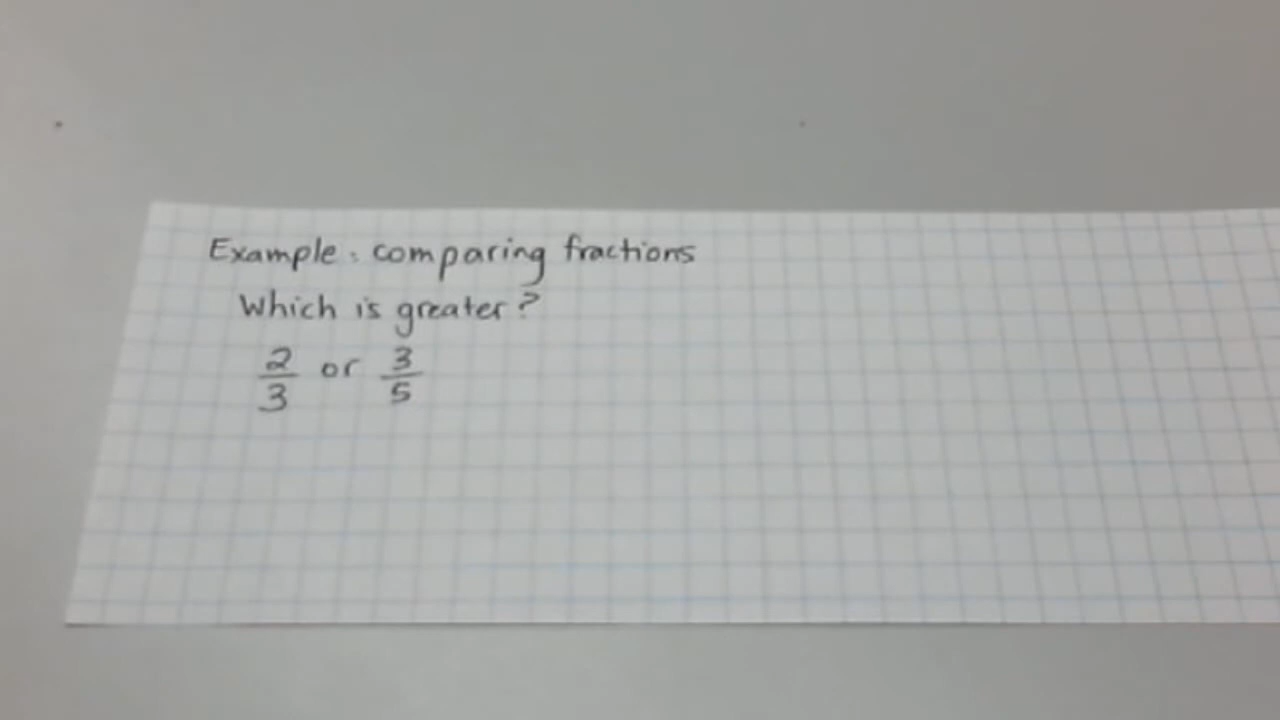 Example: comparing fractions
Which is greater?
2/3 or 3/5